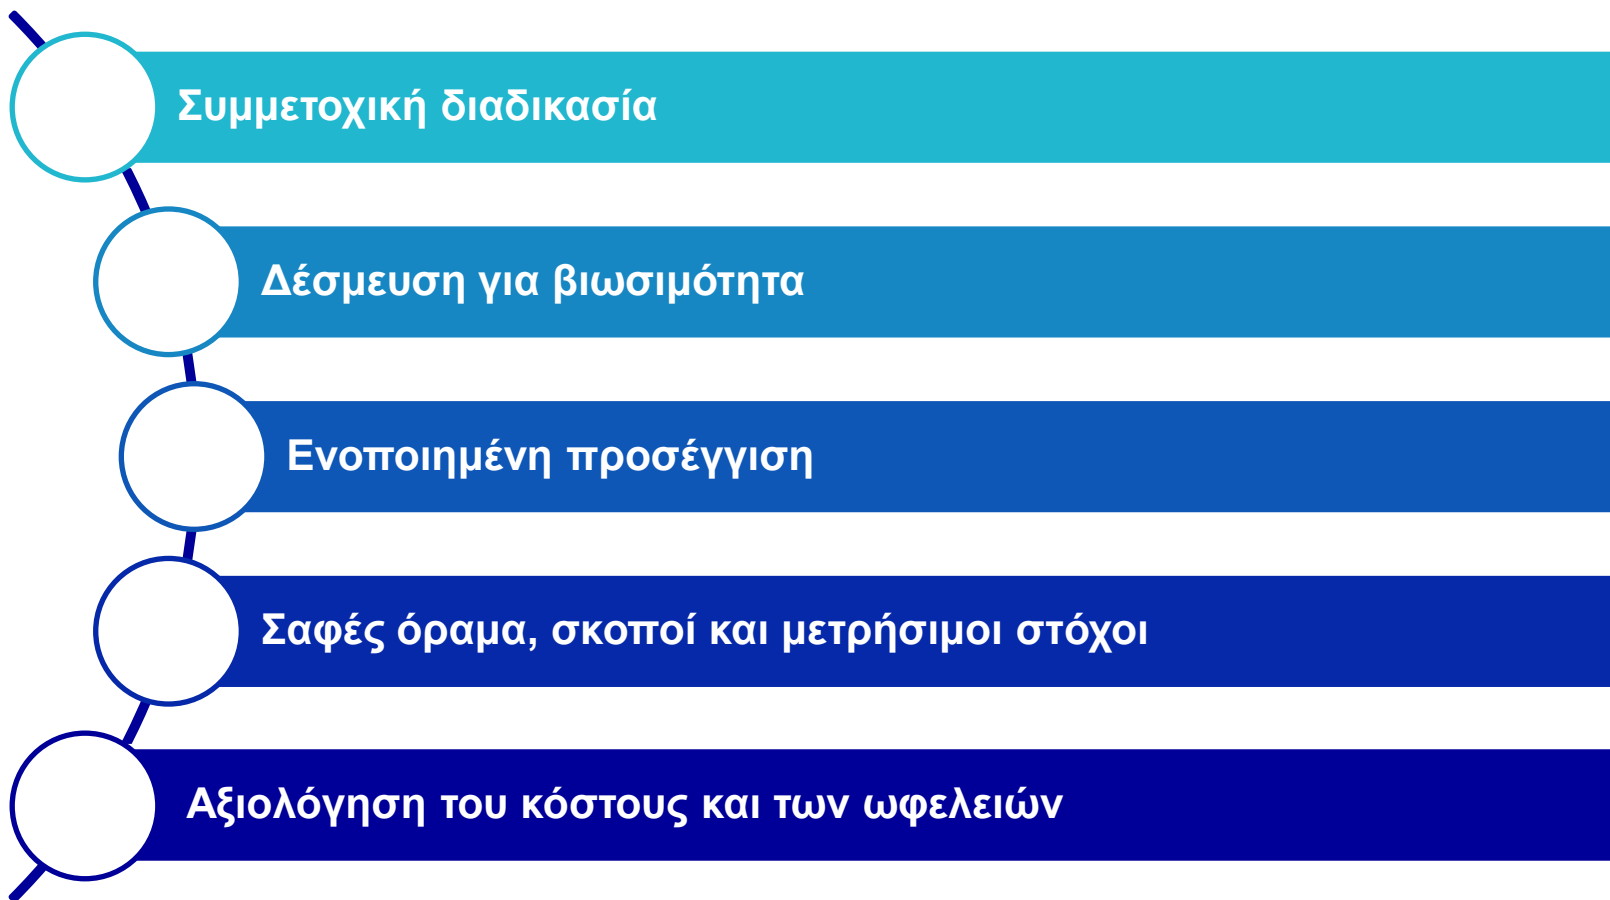 Συμμετοχική διαδικασία
Δέσμευση για βιωσιμότητα
Ενοποιημένη προσέγγιση
Σαφές όραμα, σκοποί και μετρήσιμοι στόχοι
Αξιολόγηση του κόστους και των ωφελειών